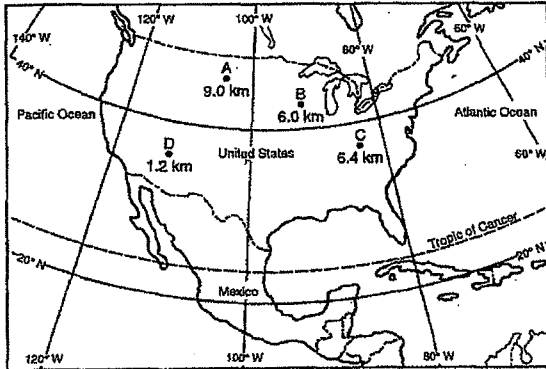 120° W
100° W
80° W
60° W
140° W
40° N
40° N
A
9.0 km
B
6.0 km
Pacific Ocean
Atlantic Ocean
D
1.2 km
United States
C
6.4 km
60° W
Tropic of Cancer
20° N
20° N
Mexico
120° W
100° W
80° W